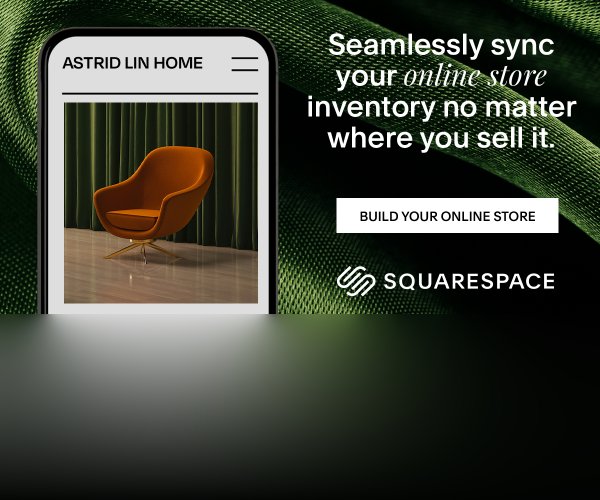 ASTRID LIN HOME
Seamlessly sync
your online store
inventory no matter
where you sell it.
BUILD YOUR ONLINE STORE
SQUARESPACE